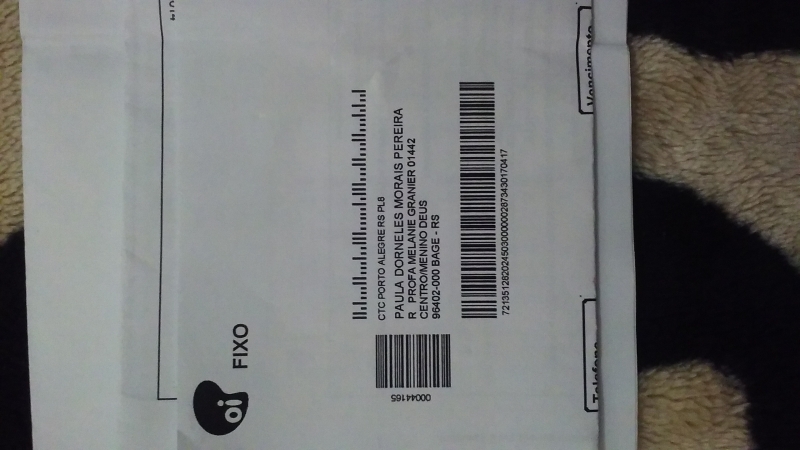 oi
FIXO
CTC PORTO ALEGRE RS PL8
PAULA DORNELES MORAIS PEREIRA
R PROFA MELANIE GRANIER 01442
CENTRO/MENINO DEUS
96402-000 BAGE - RS
00044165
72135128202450300000002873430170417
Telefone
Vencimento